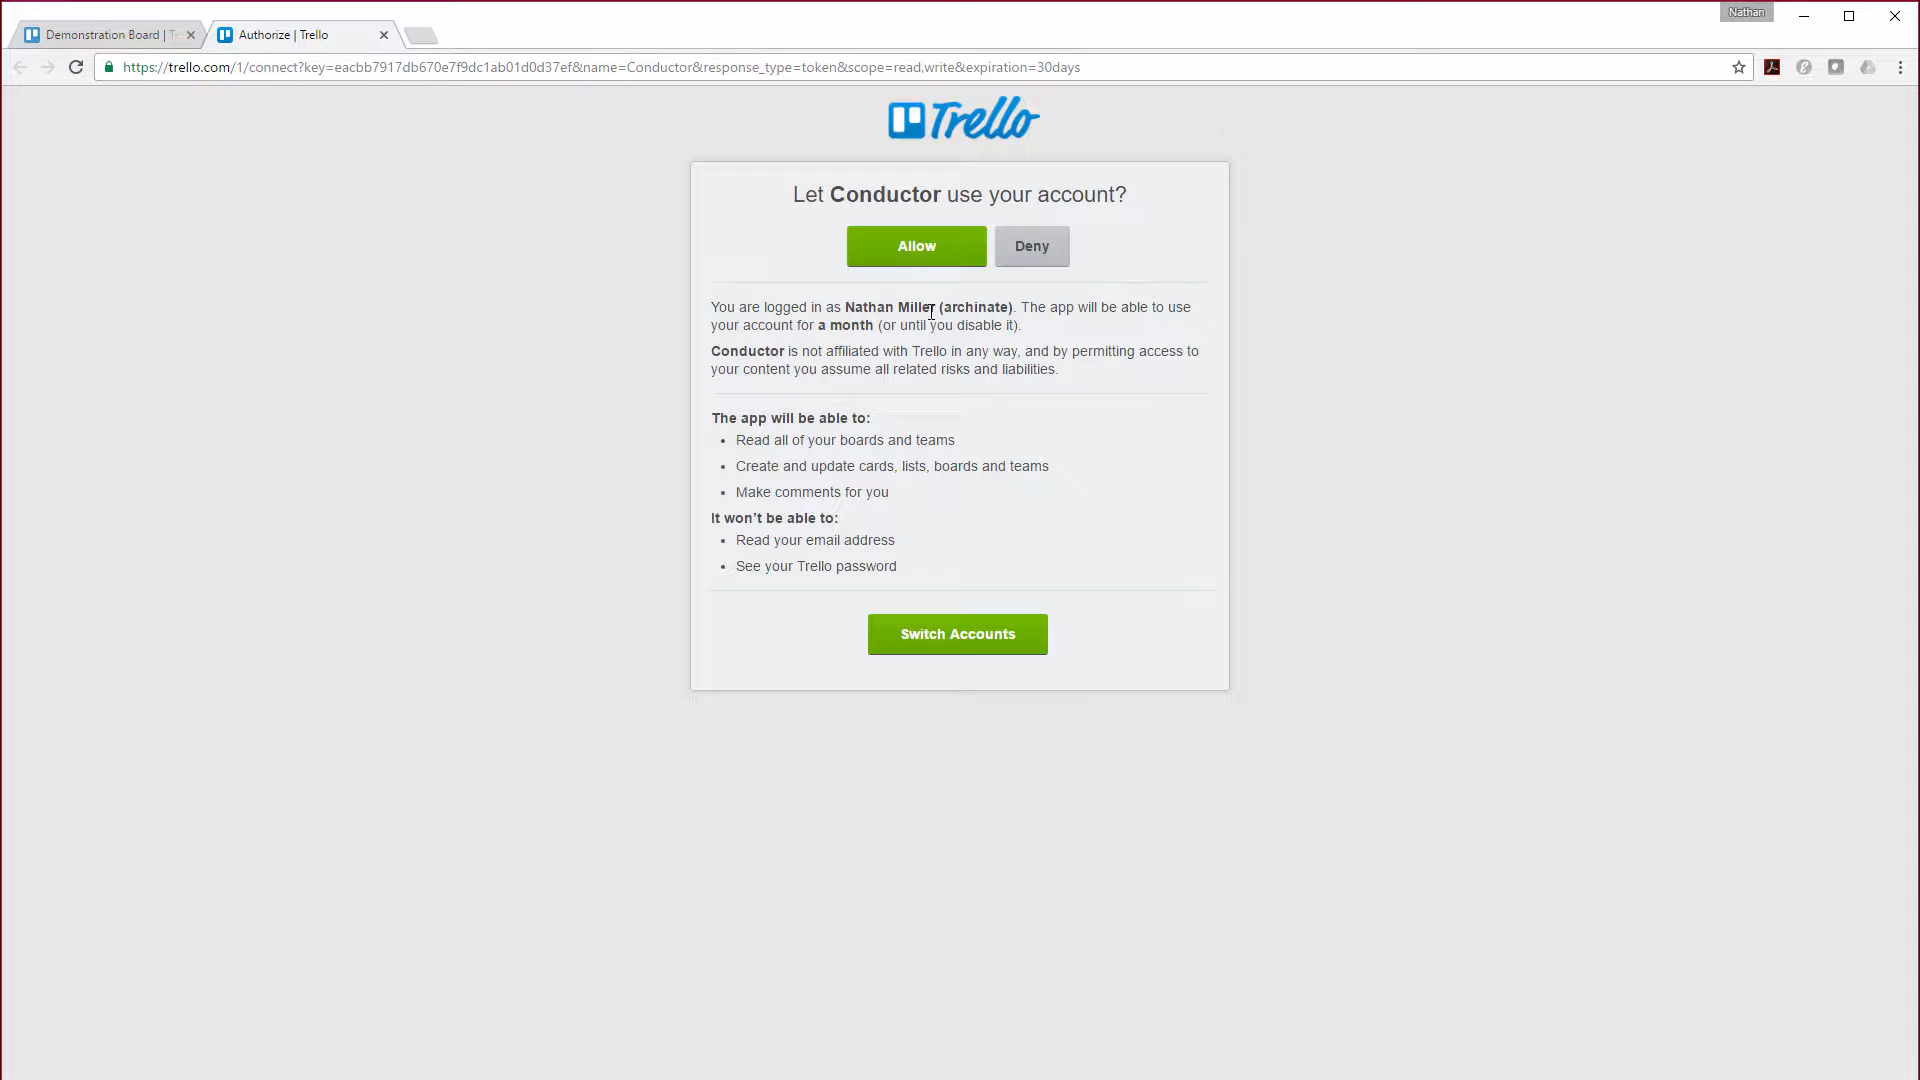 Nathan
Demonstration Board | T
Authorize | Trello
https://trello.com/1/connect?key=eacbb7917db670e7f9dc1ab01d0d37ef&name=Conductor&response_type=token&scope=read,write&expiration=30days
Trello
Let Conductor use your account?
Allow
Deny
You are logged in as Nathan Miller (archinate). The app will be able to use
your account for a month (or until you disable it).
Conductor is not affiliated with Trello in any way, and by permitting access to
your content you assume all related risks and liabilities.
The app will be able to:
• Read all of your boards and teams
• Create and update cards, lists, boards and teams
• Make comments for you
It won't be able to:
• Read your email address
• See your Trello password
Switch Accounts